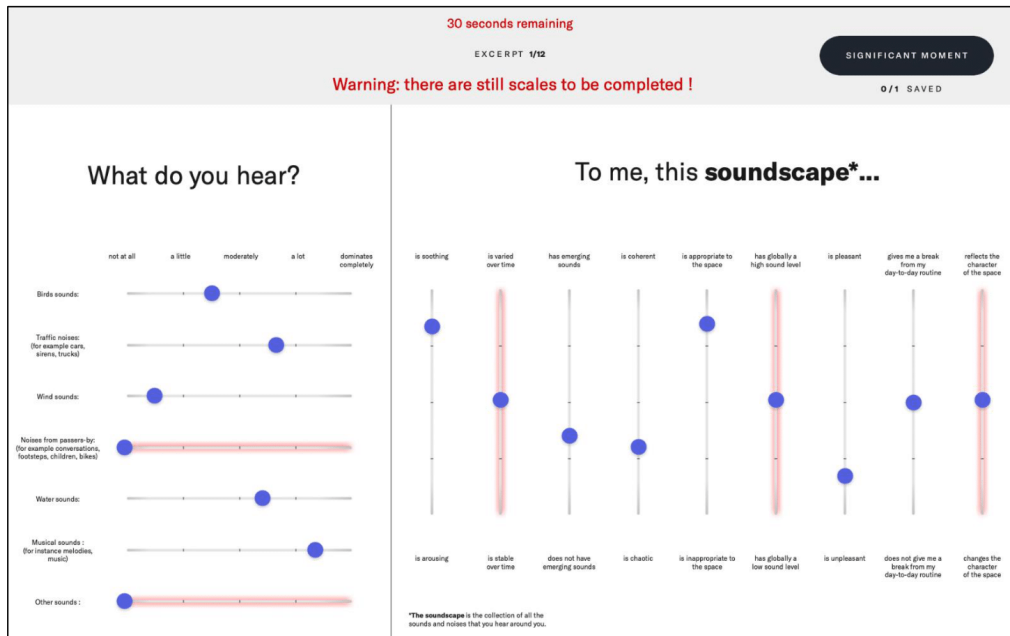 30 seconds remaining
EXCERPT 1/12
SIGNIFICANT MOMENT
Warning: there are still scales to be completed !
0/1 SAVED
What do you hear?
not at all
a little
moderately
a lot
dominates
completely
Birds sounds:
Traffic noises:
(for example cars,
sirens, trucks)
Wind sounds:
Noises from passers-by:
(for example conversations,
footsteps, children, bikes)
Water sounds:
Musical sounds :
(for instance melodies,
music)
Other sounds :
To me, this soundscape*...
is soothing
is varied
over time
has emerging
sounds
is coherent
is appropriate to
the space
has globally a
high sound level
is pleasant
gives me a break
from my
day-to-day routine
reflects the
character
of the space
is arousing
is stable
over time
does not have
emerging sounds
is chaotic
is inappropriate to
the space
has globally a
low sound level
is unpleasant
does not give me a
break from my
day-to-day routine
changes the
character
of the space
*The soundscape is the collection of all the
sounds and noises that you hear around you.